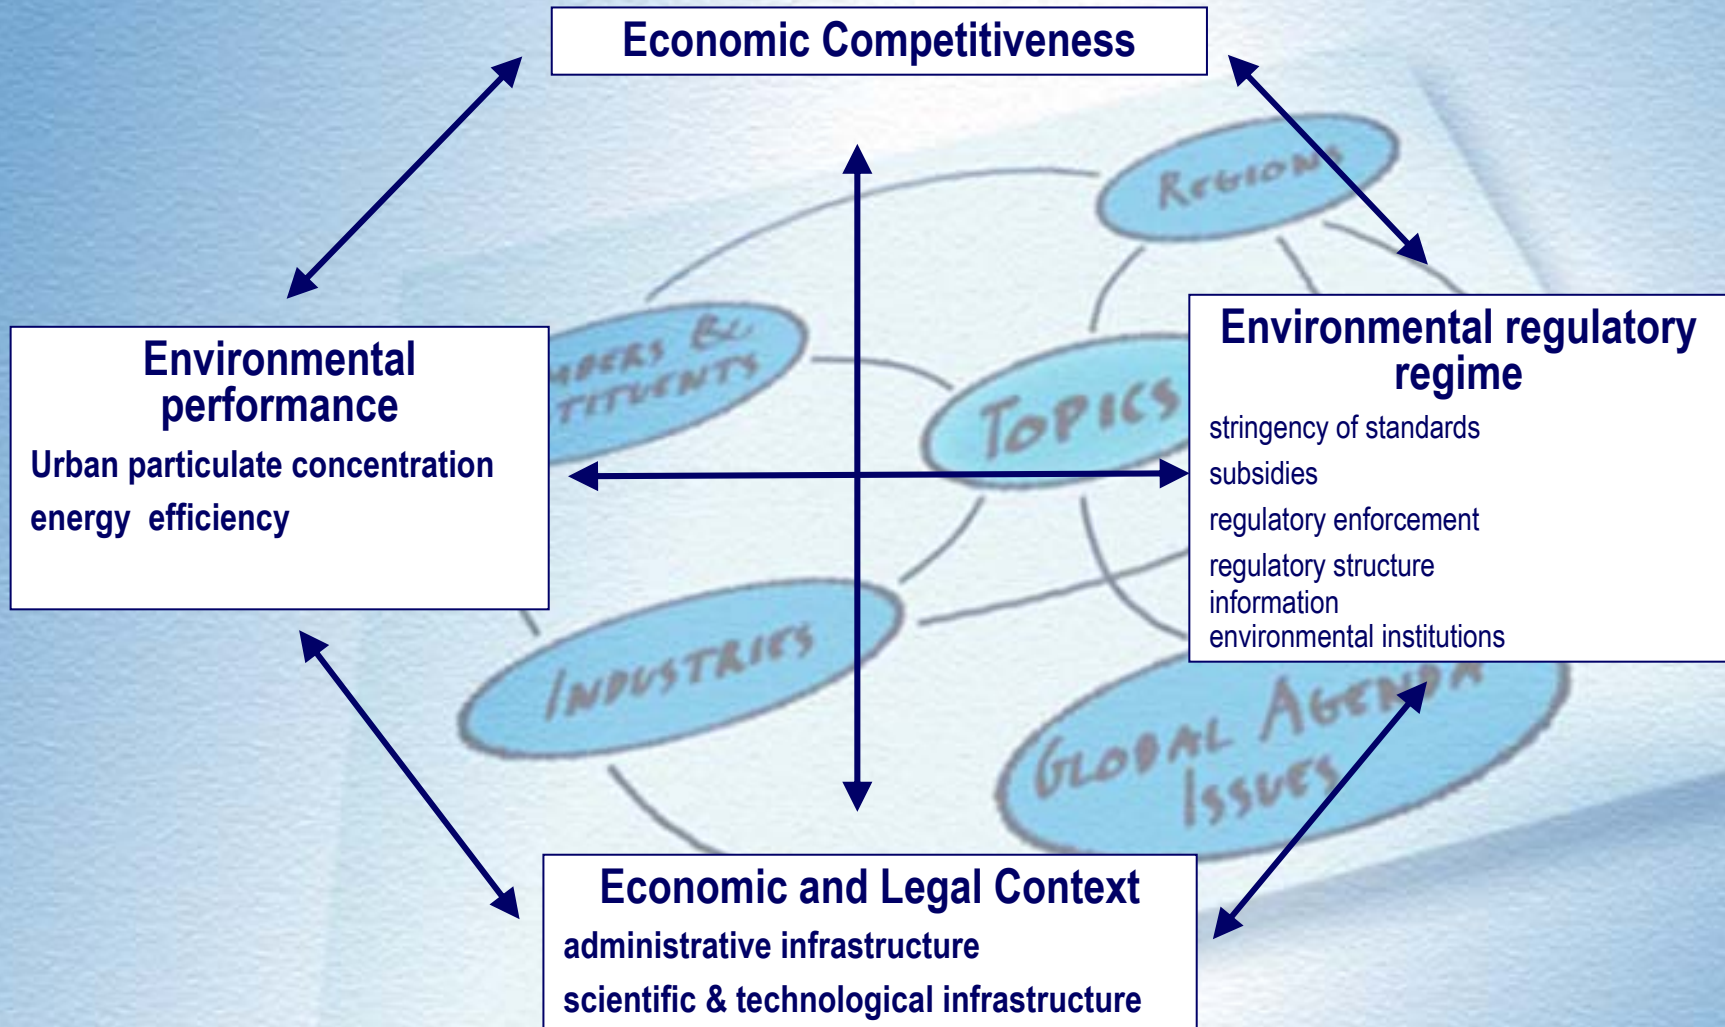 Economic Competitiveness
REGIONS
Environmental
performance
Urban particulate concentration
energy efficiency
Environmental regulatory
regime
stringency of standards
subsidies
regulatory enforcement
regulatory structure
information
environmental institutions
TOPICS
INDUSTRIES
GLOBAL AGENDA
ISSUES
Economic and Legal Context
administrative infrastructure
scientific & technological infrastructure